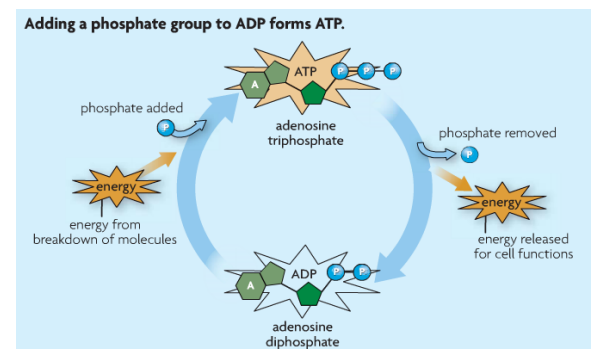 Adding a phosphate group to ADP forms ATP.
ATP
P P P
A
phosphate added
P
adenosine
triphosphate
phosphate removed
P
energy
energy from
breakdown of molecules
energy
energy released
for cell functions
ADP
P P
A
adenosine
diphosphate